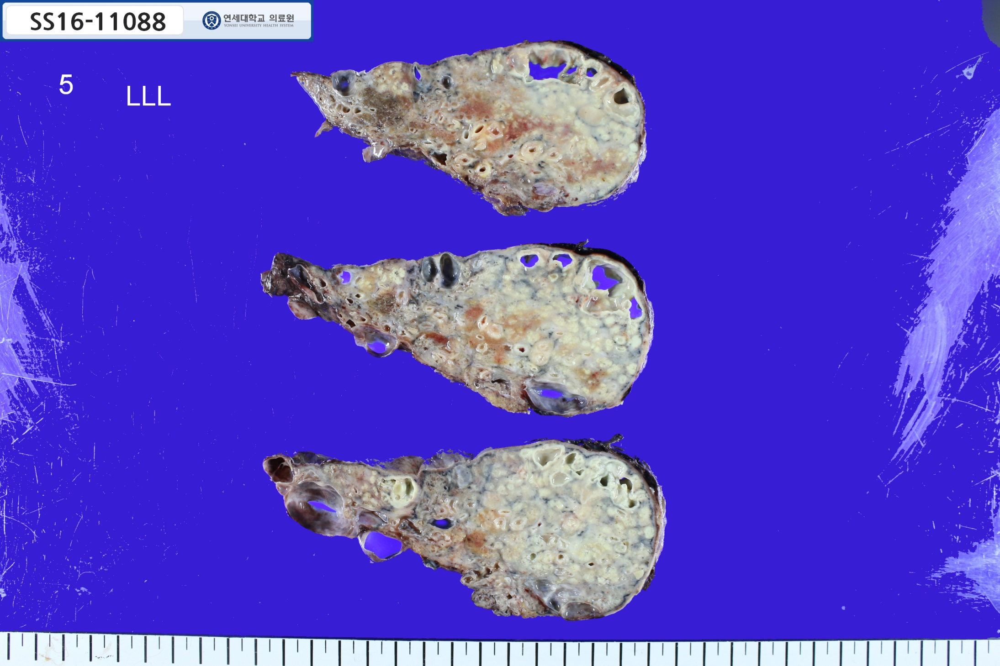 SS16-11088
연세대학교 의료원
YONSEI UNIVERSITY HEALTH SYSTEM
5
LLL